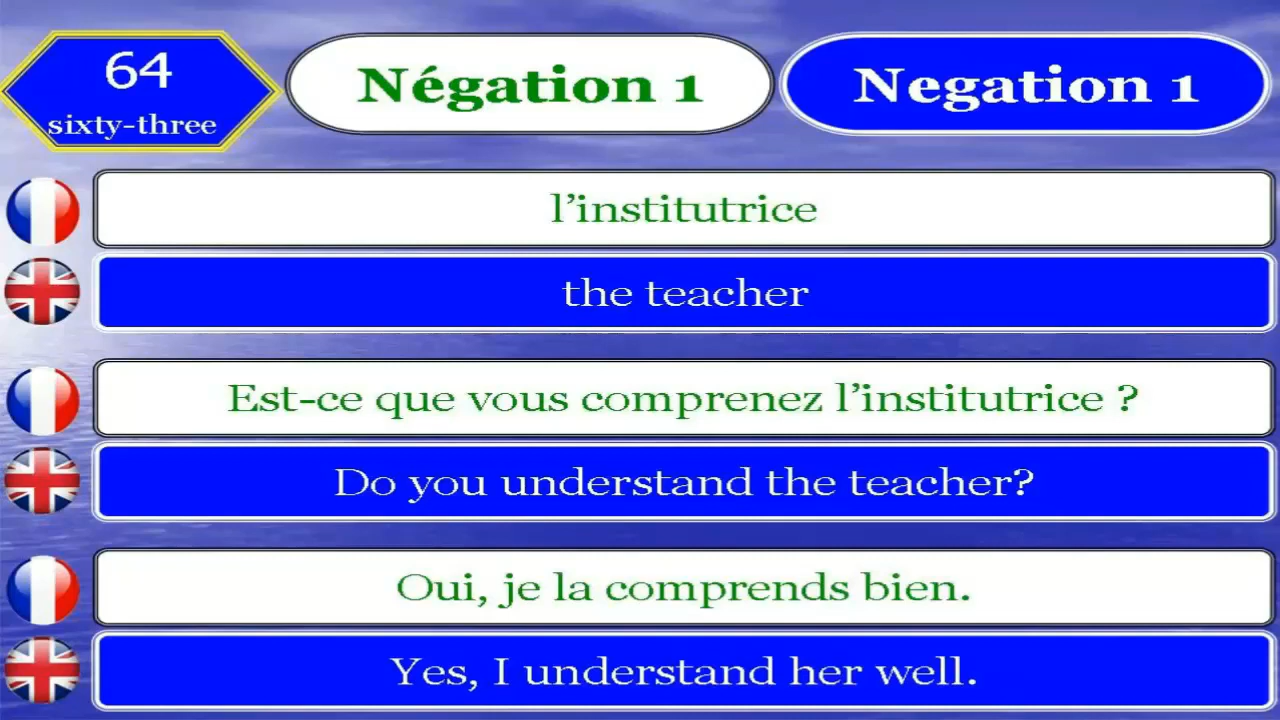 64
sixty-three
Négation 1
Negation 1
l’institutrice
the teacher
Est-ce que vous comprenez l’institutrice ?
Do you understand the teacher?
Oui, je la comprends bien.
Yes, I understand her well.